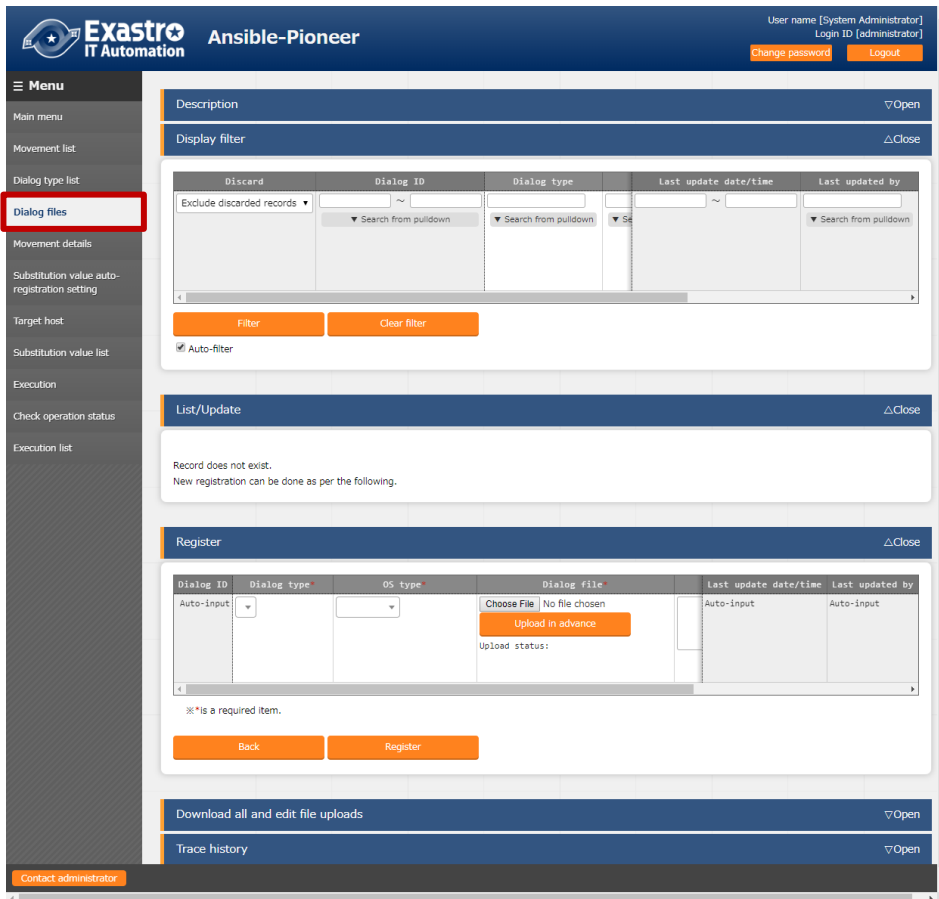 Exastro
IT Automation
Ansible-Pioneer
User name [System Administrator]
Login ID [administrator]
Change password
Logout
☰ Menu
Main menu
Movement list
Dialog type list
Dialog files
Movement details
Substitution value auto-
registration setting
Target host
Substitution value list
Execution
Check operation status
Execution list
Description
▽Open
Display filter
△Close
Discard
Dialog ID
Dialog type
Last update date/time
Last updated by
Exclude discarded records ▼
~
~
▼ Search from pulldown
▼ Search from pulldown
▼ Se
▼ Search from pulldown
Filter
Clear filter
Auto-filter
List/Update
△Close
Record does not exist.
New registration can be done as per the following.
Register
△Close
Dialog ID
Dialog type*
OS type*
Dialog file*
Last update date/time
Last updated by
Auto-input
Choose File No file chosen
Auto-input
Auto-input
Upload in advance
Upload status:
※*is a required item.
Back
Register
Download all and edit file uploads
▽Open
Trace history
▽Open
Contact administrator